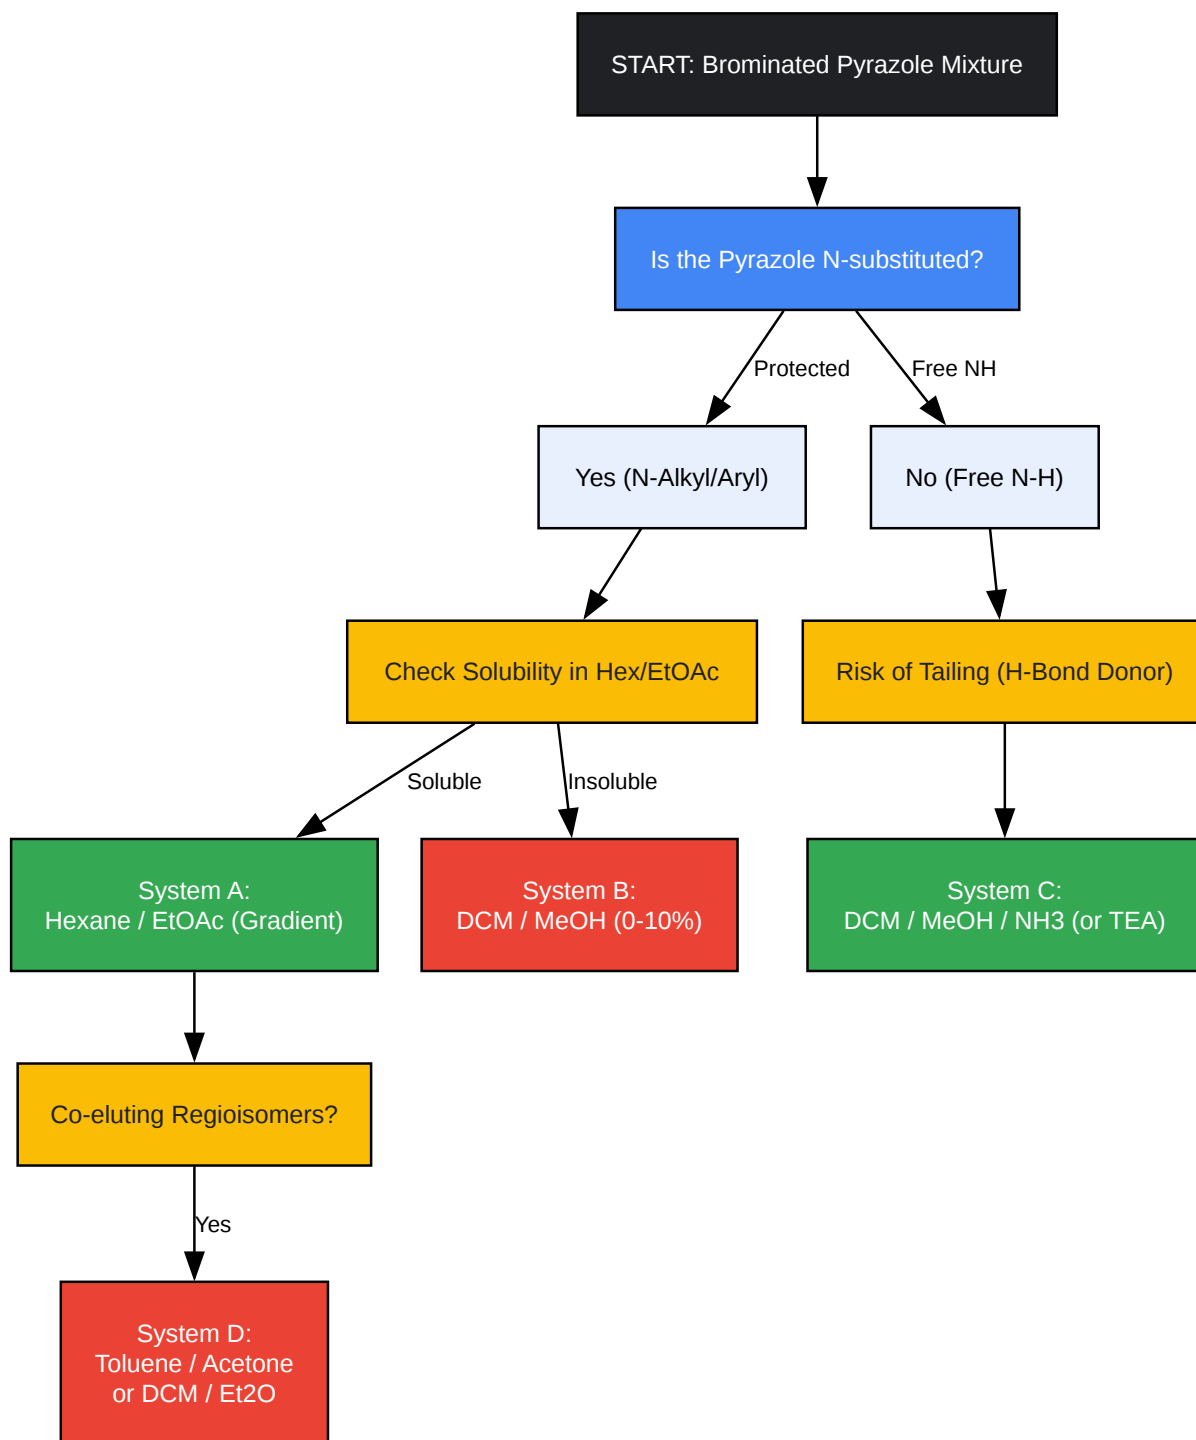 START: Brominated Pyrazole Mixture
Is the Pyrazole N-substituted?
Protected
Free NH
Yes (N-Alkyl/Aryl)
No (Free N-H)
Check Solubility in Hex/EtOAc
Risk of Tailing (H-Bond Donor)
Soluble
Insoluble
System A:
Hexane / EtOAc (Gradient)
System B:
DCM / MeOH (0-10%)
System C:
DCM / MeOH / NH3 (or TEA)
Co-eluting Regioisomers?
Yes
System D:
Toluene / Acetone
or DCM / Et2O